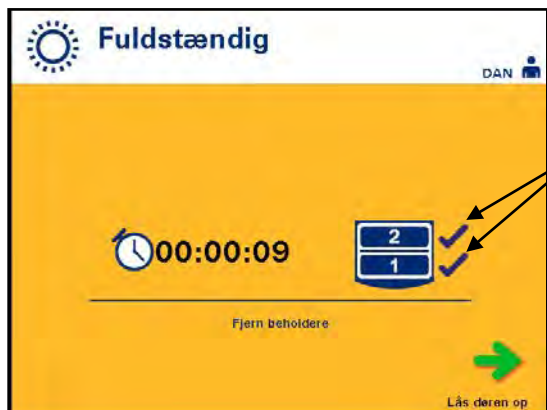 Fuldstændig
DAN
00:00:09
2
1
Fjern beholdere
Lås døren op